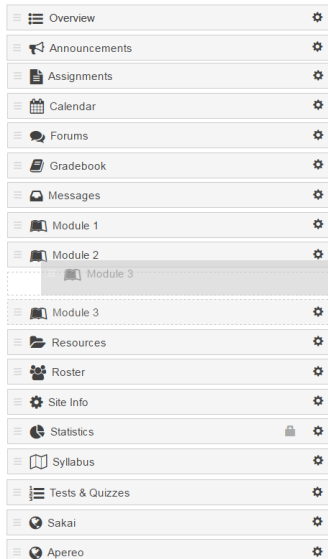 Overview
Announcements
Assignments
Calendar
Forums
Gradebook
Messages
Module 1
Module 2
Module 3
Module 3
Resources
Roster
Site Info
Statistics
Syllabus
Tests & Quizzes
Sakai
Apereo